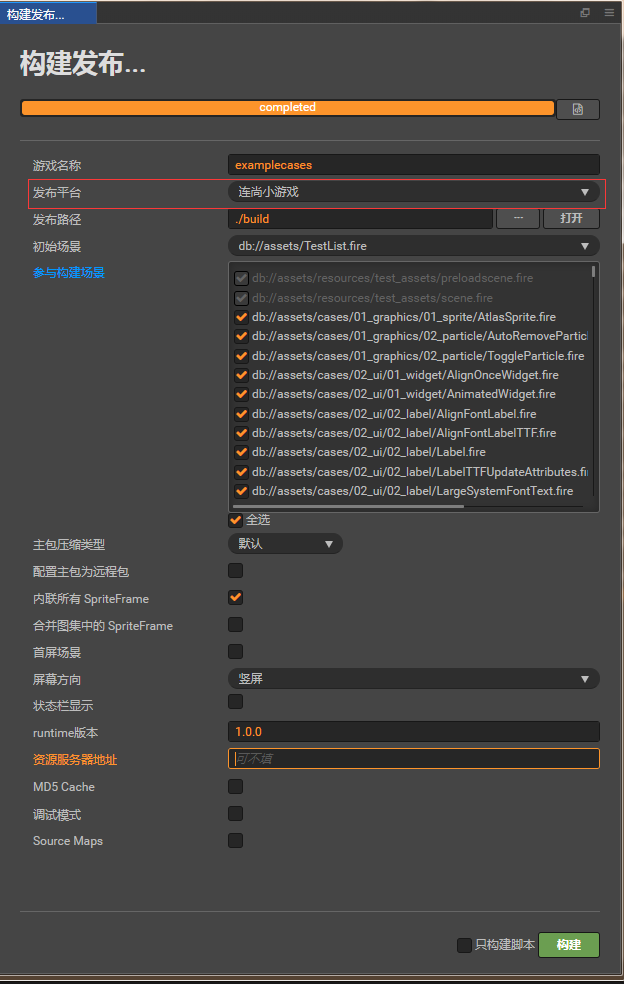 构建发布...
构建发布...
completed
游戏名称 examplecases
发布平台 连尚小游戏
发布路径 ./build ··· 打开
初始场景 db://assets/TestList.fire
参与构建场景
db://assets/resources/test_assets/preloadscene.fire
db://assets/resources/test_assets/scene.fire
db://assets/cases/01_graphics/01_sprite/AtlasSprite.fire
db://assets/cases/01_graphics/02_particle/AutoRemovePartic
db://assets/cases/01_graphics/02_particle/ToggleParticle.fire
db://assets/cases/02_ui/01_widget/AlignOnceWidget.fire
db://assets/cases/02_ui/01_widget/AnimatedWidget.fire
db://assets/cases/02_ui/02_label/AlignFontLabel.fire
db://assets/cases/02_ui/02_label/AlignFontLabelTTF.fire
db://assets/cases/02_ui/02_label/Label.fire
db://assets/cases/02_ui/02_label/LabelTTFUpdateAttributes.fi
db://assets/cases/02_ui/02_label/LargeSystemFontText.fire
全选
主包压缩类型 默认
配置主包为远程包
内联所有 SpriteFrame
合并图集中的 SpriteFrame
首屏场景
屏幕方向 竖屏
状态栏显示
runtime版本 1.0.0
资源服务器地址 可不填
MD5 Cache
调试模式
Source Maps
只构建脚本 构建